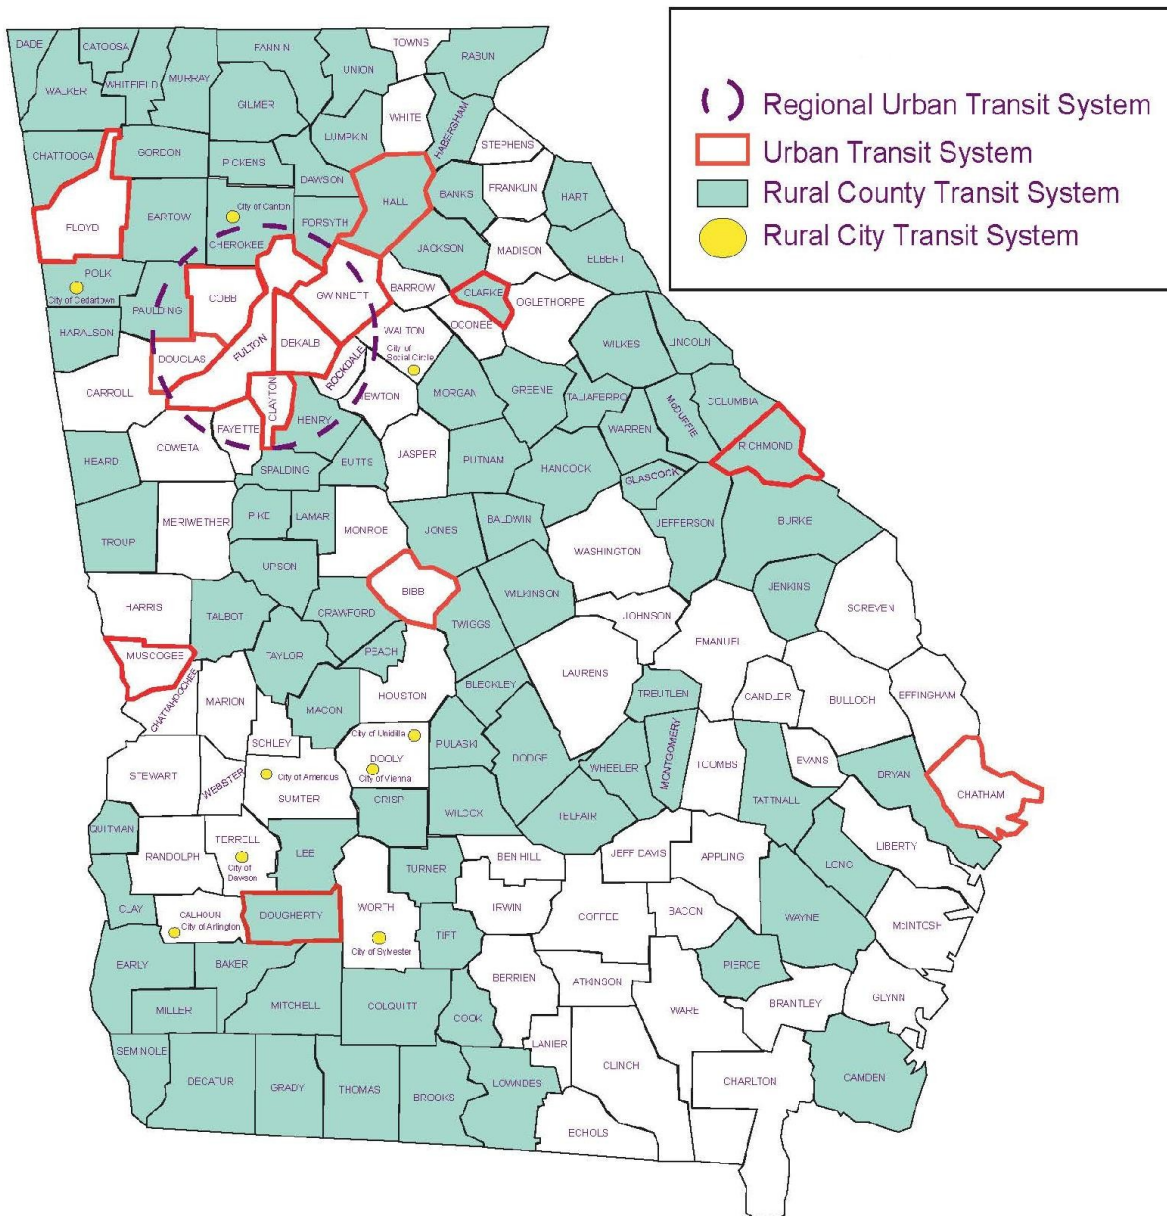 Regional Urban Transit System
Urban Transit System
Rural County Transit System
Rural City Transit System
DADE
CATOOSA
FANNIN
TOWNS
RABUN
UNION
WALKER
WHITFIELD
MURRAY
GILMER
WHITE
HABERSHAM
LUMPKIN
STEPHENS
CHATTOOGA
GORDON
PICKENS
DAWSON
HALL
BANKS
FRANKLIN
HART
FLOYD
EARTOW
City of Canton
CHEROKEE
FORSYTH
JACKSON
MADISON
ELBERT
POLK
City of Cedartown
PAULDING
COBB
GWINNETT
BARROW
CLARKE
OGLETHORPE
HARALSON
DOUGLAS
FULTON
DEKALB
WALTON
City of
Social Circle
OCONEE
WILKES
LINCOLN
CARROLL
CLAYTON
ROCKDALE
NEWTON
MORGAN
GREENE
TALIAFERRO
McDUFFIE
COLUMBIA
COWETA
FAYETTE
HENRY
RICHMOND
HEARD
SPALDING
BUTTS
JASPER
PUTNAM
HANCOCK
WARREN
GLASCOCK
TROUP
MERIWETHER
PIKE
LAMAR
MONROE
JONES
BALDWIN
WASHINGTON
JEFFERSON
BURKE
UPSON
BIBB
WILKINSON
JENKINS
SCREVEN
HARRIS
TALBOT
CRAWFORD
TWIGGS
JOHNSON
EMANUEL
MUSCOGEE
TAYLOR
PEACH
CHATTAHOOCHEE
MARION
MACON
HOUSTON
BLECKLEY
LAURENS
TREUTLEN
CANDLER
BULLOCH
EFFINGHAM
SCHLEY
City of Unidilla
DOOLY
City of Vienna
PULASKI
DODGE
MONTGOMERY
STEWART
WEBSTER
City of Americus
SUMTER
WHEELER
TOOMBS
EVANS
DRYAN
CHATHAM
CRISP
WILCOX
TELFAIR
TATTNALL
QUITMAN
RANDOLPH
TERRELL
City of
Dawson
LEE
TURNER
BEN HILL
JEFF DAVIS
APPLING
LONG
LIBERTY
CLAY
CALHOUN
City of Arlington
DOUGHERTY
WORTH
City of Sylvester
TIFT
IRWIN
COFFEE
BACON
WAYNE
McINTOSH
EARLY
BAKER
PIERCE
MILLER
MITCHELL
COLQUITT
COOK
BERRIEN
ATKINSON
WARE
BRANTLEY
GLYNN
SEMINOLE
DECATUR
GRADY
THOMAS
BROOKS
LOWNDES
LANIER
CLINCH
CHARLTON
CAMDEN
ECHOLS